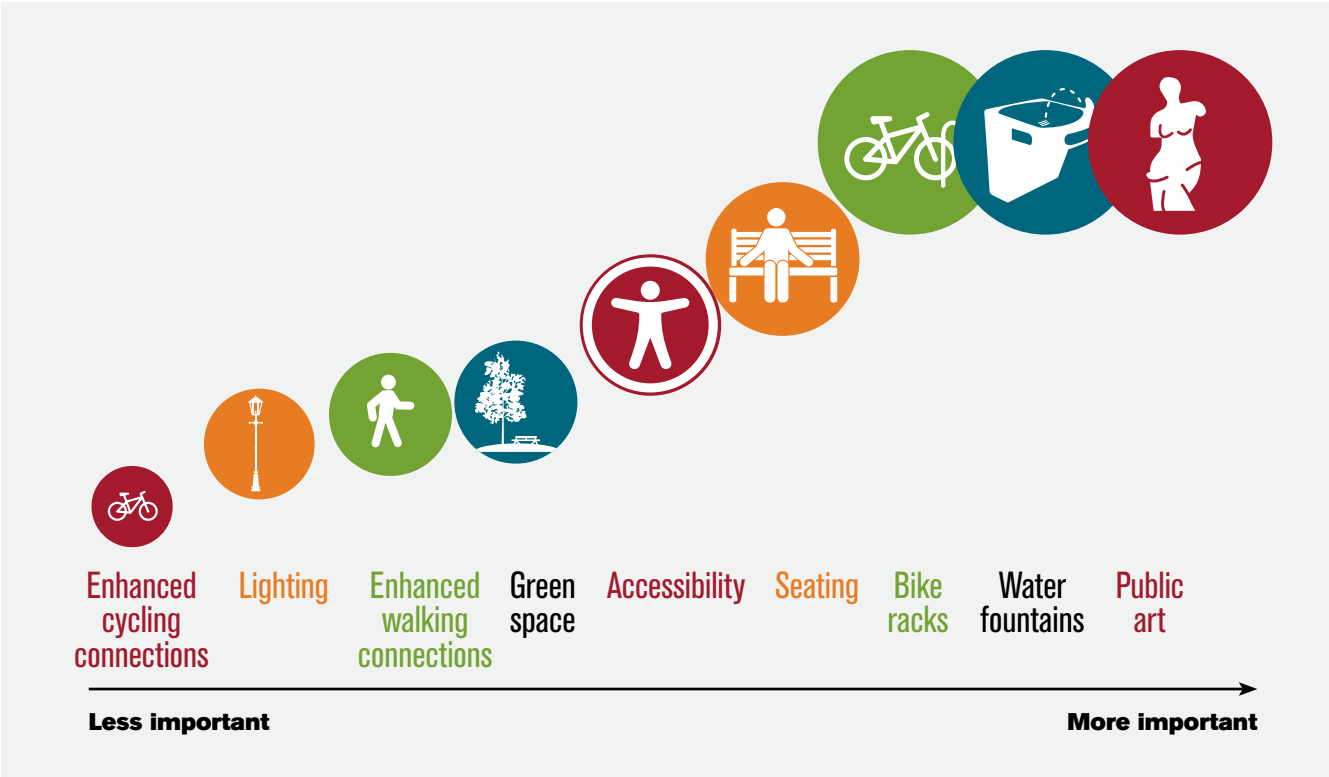 Enhanced
cycling
connections
Lighting
Enhanced
walking
connections
Green
space
Accessibility
Seating
Bike
racks
Water
fountains
Public
art
Less important
More important